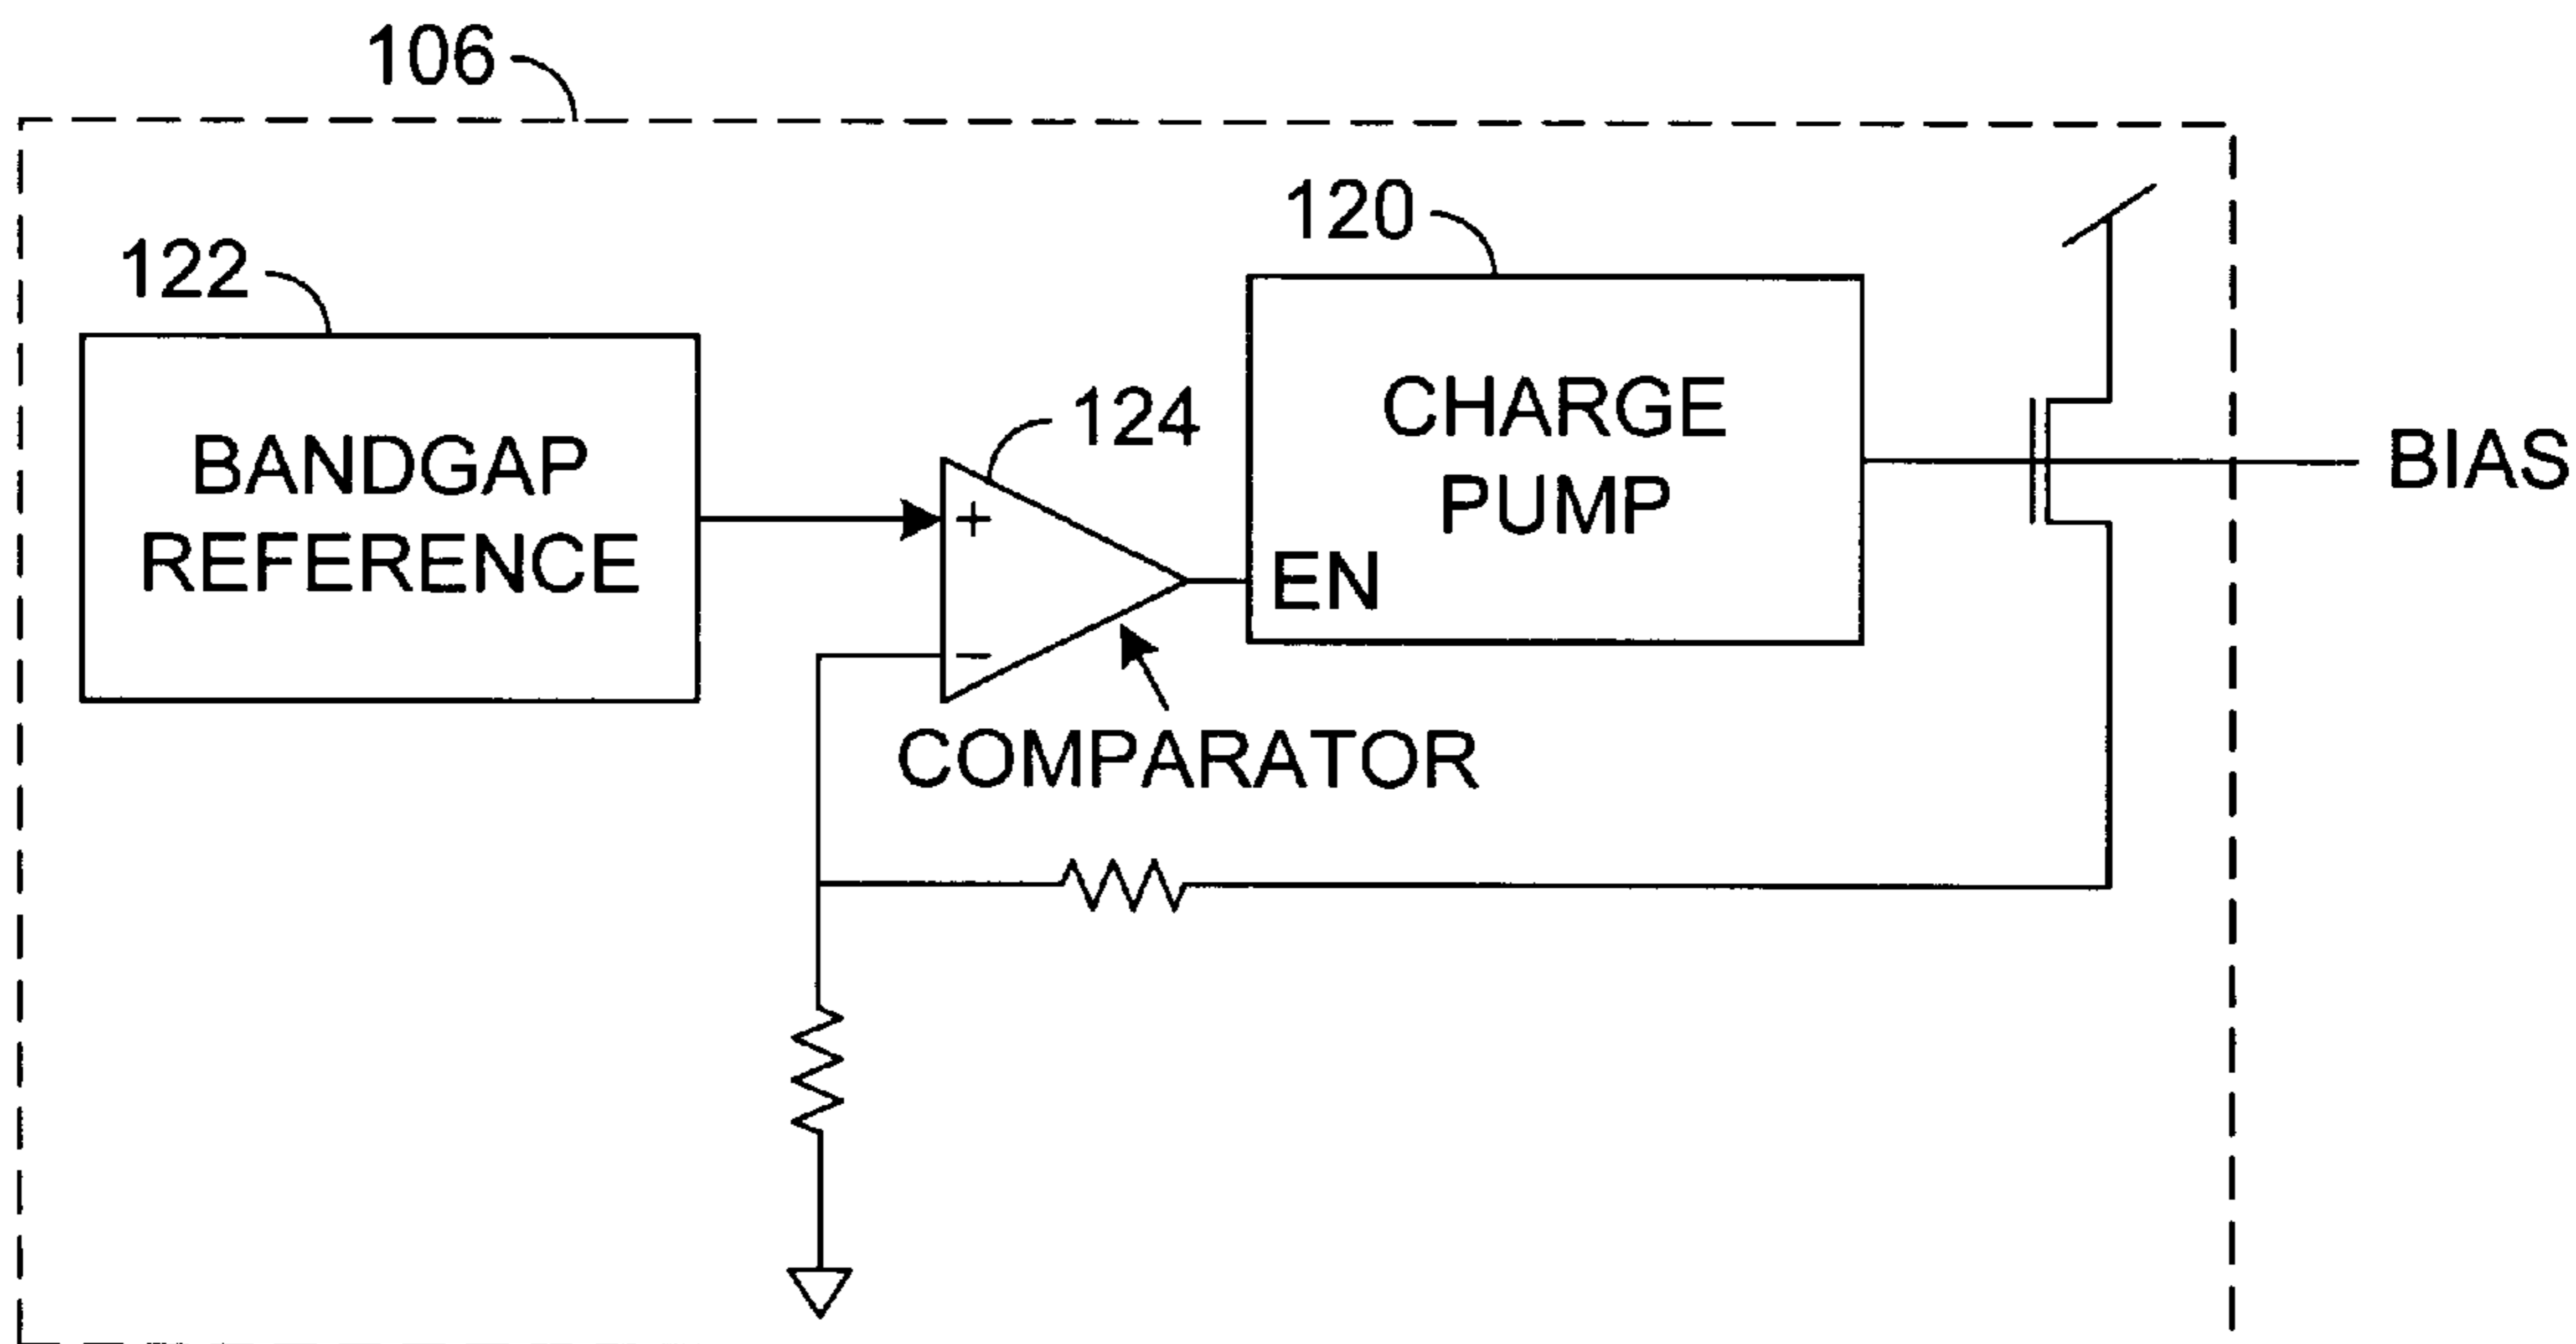 106
120
122
124
CHARGE
PUMP
BANDGAP
REFERENCE
BIAS
+
EN
−
COMPARATOR